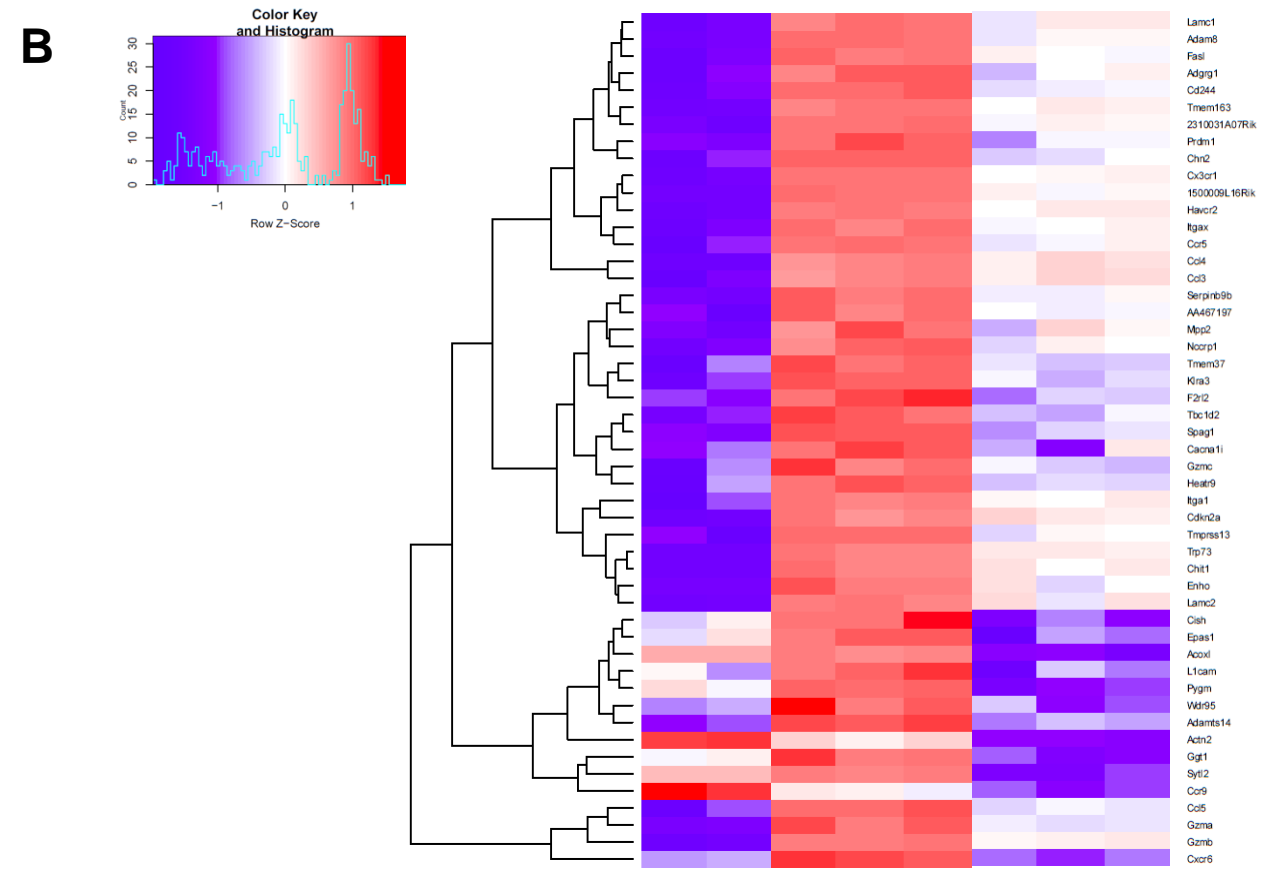 B
Color Key
and Histogram
Count
0 5 10 15 20 25 30
−1 0 1
Row Z−Score
Lamc1
Adam8
Fasl
Adgrg1
Cd244
Tmem163
2310031A07Rik
Prdm1
Chn2
Cx3cr1
1500009L16Rik
Havcr2
Itgax
Ccr5
Ccl4
Ccl3
Serpinb9b
AA467197
Mpp2
Nccrp1
Tmem37
Klra3
F2rl2
Tbc1d2
Spag1
Cacna1i
Gzmc
Heatr9
Itga1
Cdkn2a
Tmprss13
Trp73
Chit1
Enho
Lamc2
Cish
Epas1
Acoxl
L1cam
Pygm
Wdr95
Adamts14
Actn2
Ggt1
Sytl2
Ccr9
Ccl5
Gzma
Gzmb
Cxcr6